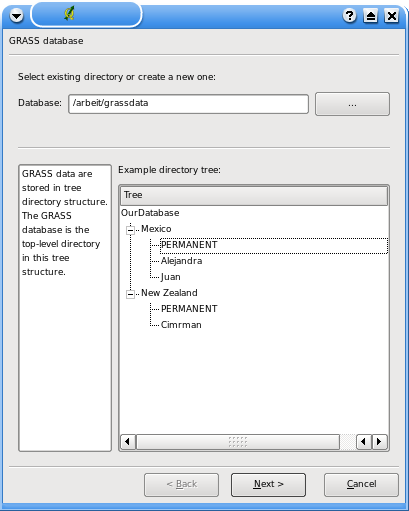 GRASS database
Select existing directory or create a new one:
Database: /arbeit/grassdata ...
Example directory tree:
GRASS data are
stored in tree
directory structure.
The GRASS
database is the
top-level directory
in this tree
structure.
Tree
OurDatabase
Mexico
PERMANENT
Alejandra
Juan
New Zealand
PERMANENT
Cimrman
< Back Next > Cancel